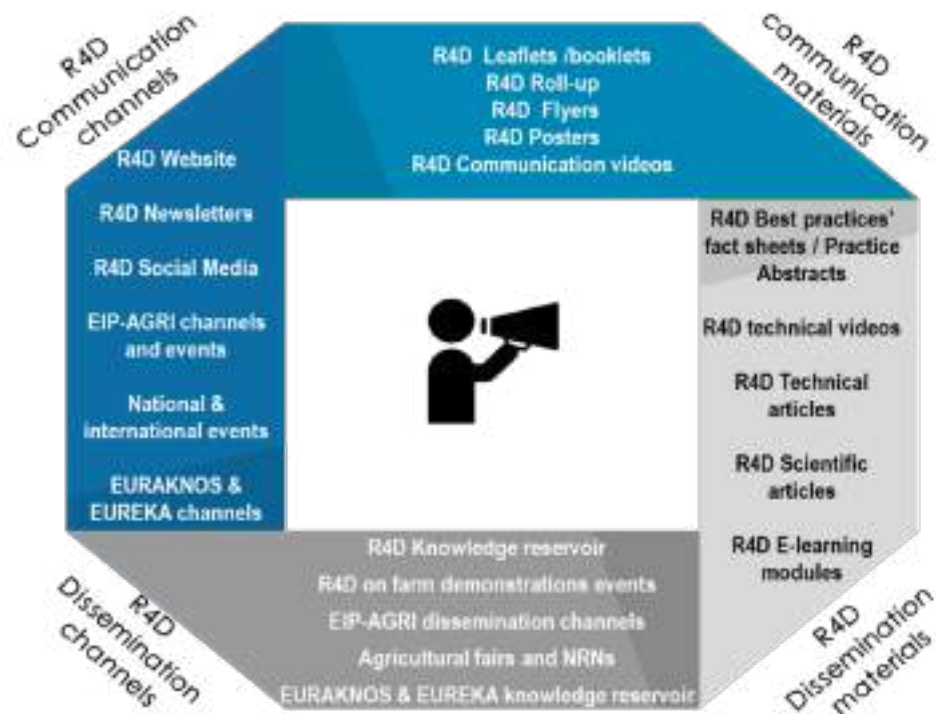 R4D
Communication
channels
R4D Website
R4D Newsletters
R4D Social Media
EIP-AGRI channels
and events
National &
international events
EURAKNOS &
EUREKA channels
R4D Leaflets /booklets
R4D Roll-up
R4D Flyers
R4D Posters
R4D Communication videos
R4D
communication
materials
R4D Best practices'
fact sheets / Practice
Abstracts
R4D technical videos
R4D Technical
articles
R4D Scientific
articles
R4D E-learning
modules
R4D
Dissemination
materials
R4D Knowledge reservoir
R4D on farm demonstrations events
EIP-AGRI dissemination channels
Agricultural fairs and NRNs
EURAKNOS & EUREKA knowledge reservoir
R4D
Dissemination
channels